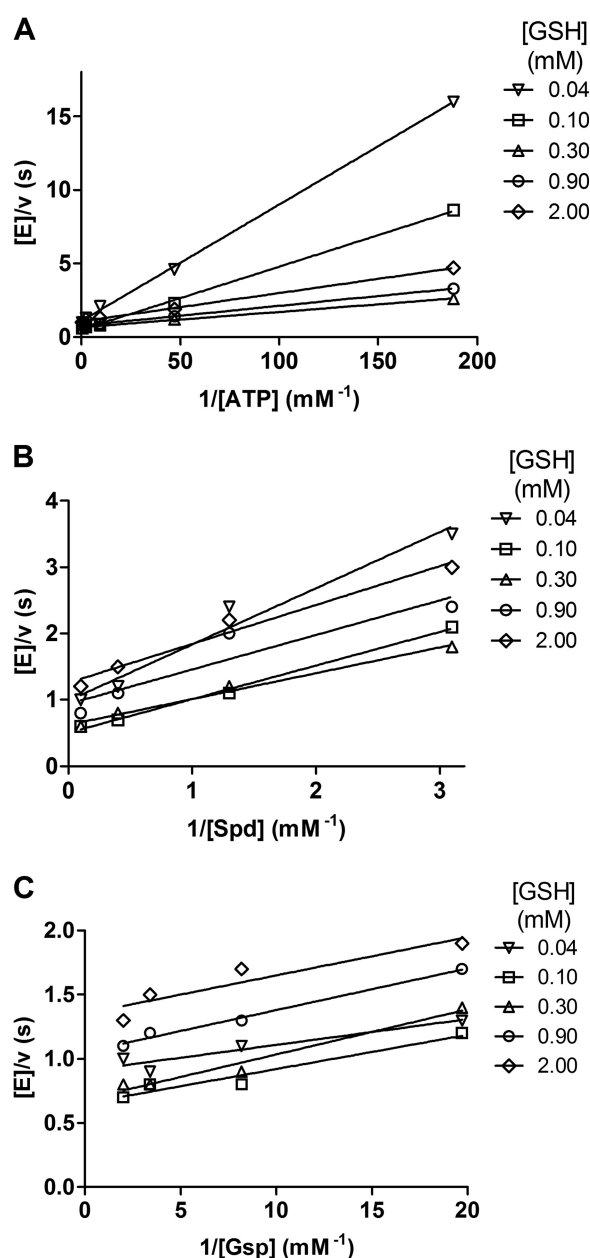 A
[GSH]
(mM)
0.04
0.10
0.30
0.90
2.00
15
10
5
0
[E]/v (s)
0 50 100 150 200
1/[ATP] (mM⁻¹)
B
[GSH]
(mM)
0.04
0.10
0.30
0.90
2.00
4
3
2
1
0
[E]/v (s)
0 1 2 3
1/[Spd] (mM⁻¹)
C
[GSH]
(mM)
0.04
0.10
0.30
0.90
2.00
2.0
1.5
1.0
0.5
0.0
[E]/v (s)
0 5 10 15 20
1/[Gsp] (mM⁻¹)